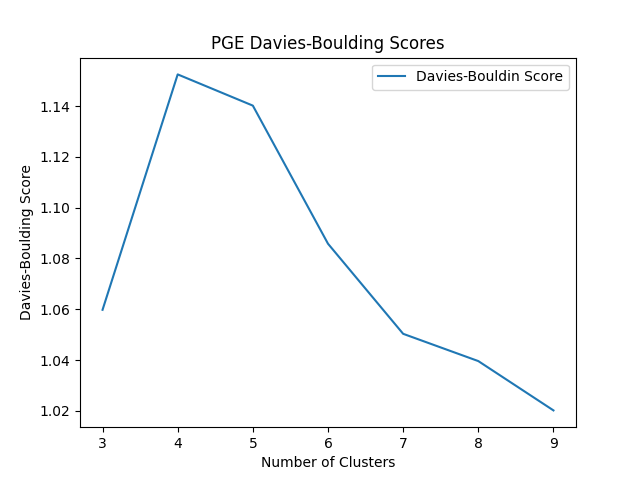 PGE Davies-Boulding Scores
Davies-Bouldin Score
Davies-Boulding Score
1.14
1.12
1.10
1.08
1.06
1.04
1.02
3 4 5 6 7 8 9
Number of Clusters